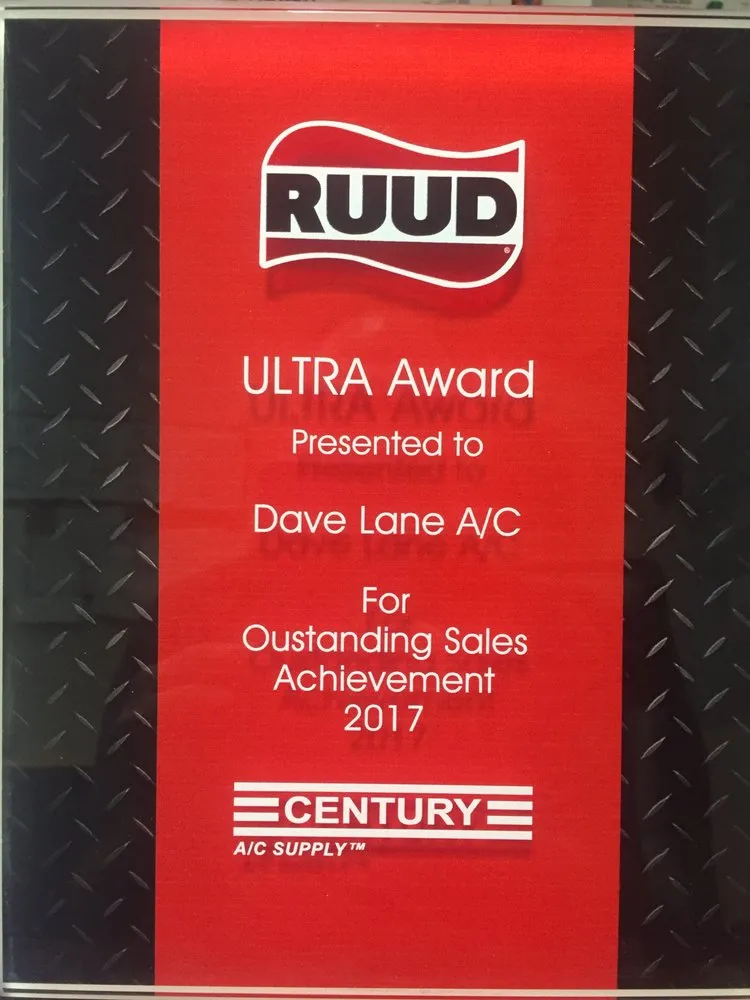 RUUD
®
ULTRA Award
Presented to
Dave Lane A/C
For
Oustanding Sales
Achievement
2017
CENTURY
A/C SUPPLY™